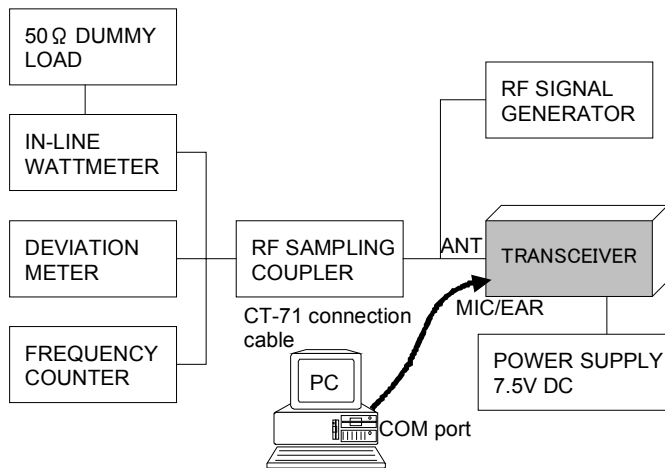 50Ω DUMMY
LOAD
IN-LINE
WATTMETER
DEVIATION
METER
FREQUENCY
COUNTER
RF SAMPLING
COUPLER
RF SIGNAL
GENERATOR
ANT
TRANSCEIVER
MIC/EAR
CT-71 connection
cable
POWER SUPPLY
7.5V DC
PC
COM port